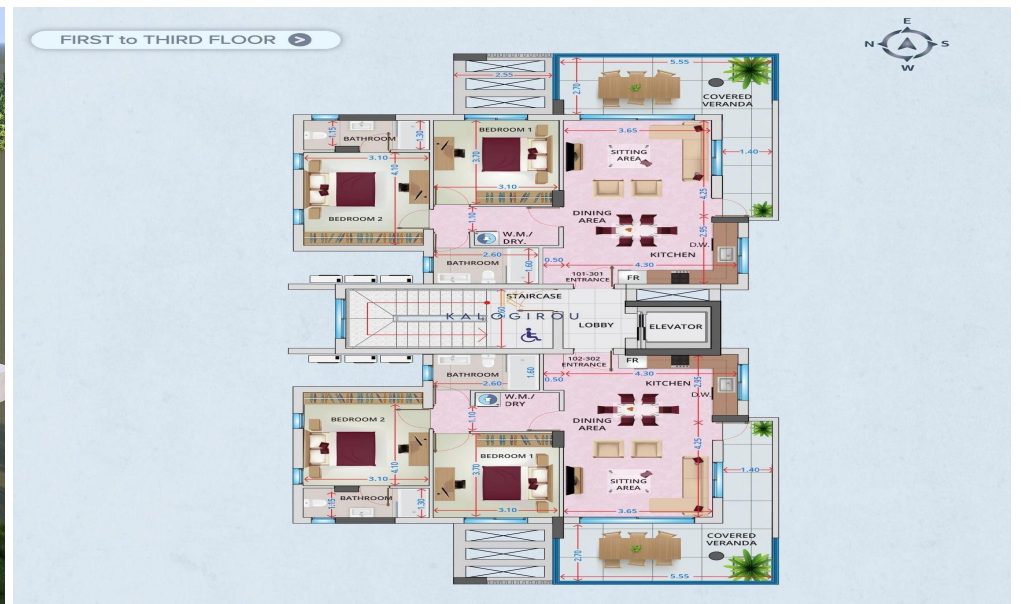 FIRST to THIRD FLOOR
E
N
S
W
5.55
2.55
2.70
COVERED
VERANDA
1.15
BATHROOM
1.30
BEDROOM 1
3.65
SITTING
AREA
1.40
3.10
4.10
3.70
3.10
4.25
BEDROOM 2
1.10
DINING
AREA
W.M./
DRY.
2.95
D.W.
KITCHEN
2.60
BATHROOM
1.60
0.50
4.30
101-301
ENTRANCE
FR
STAIRCASE
2.60
KALOGIROU
LOBBY
ELEVATOR
102-302
ENTRANCE
FR
BATHROOM
1.60
0.50
4.30
2.60
KITCHEN
2.95
D.W.
W.M./
DRY
1.10
DINING
AREA
BEDROOM 2
4.10
3.70
BEDROOM 1
4.25
3.10
SITTING
AREA
1.40
1.15
BATHROOM
1.30
3.10
3.65
COVERED
VERANDA
2.70
5.55